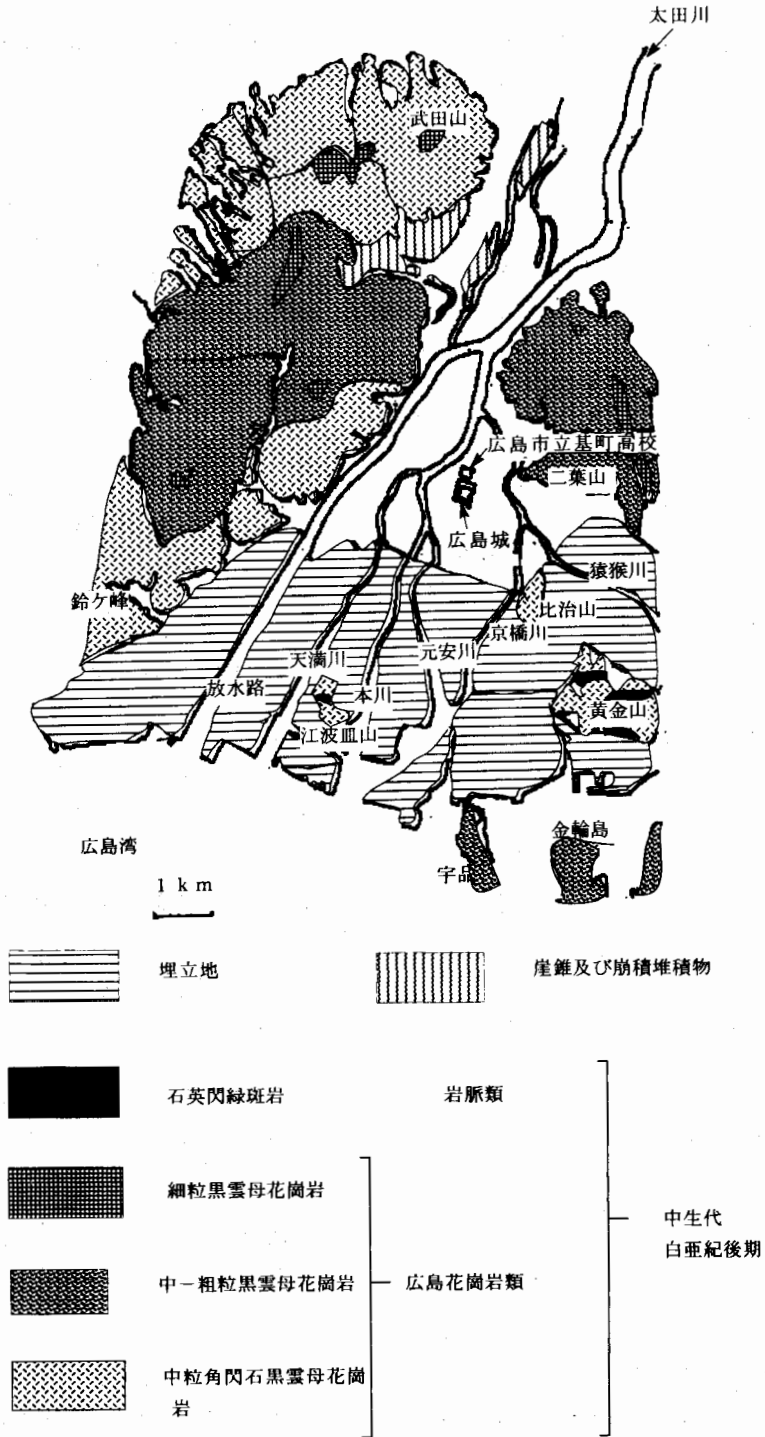 太田川
武田山
広島市立基町高校
二葉山
広島城
猿猴川
鈴ケ峰
比治山
京橋川
天満川
元安川
放水路
本川
黄金山
江波皿山
広島湾
金輪島
宇品
1 km
埋立地
崖錐及び崩積堆積物
石英閃緑斑岩
岩脈類
細粒黒雲母花崗岩
中生代
白亜紀後期
中－粗粒黒雲母花崗岩
広島花崗岩類
中粒角閃石黒雲母花崗
岩